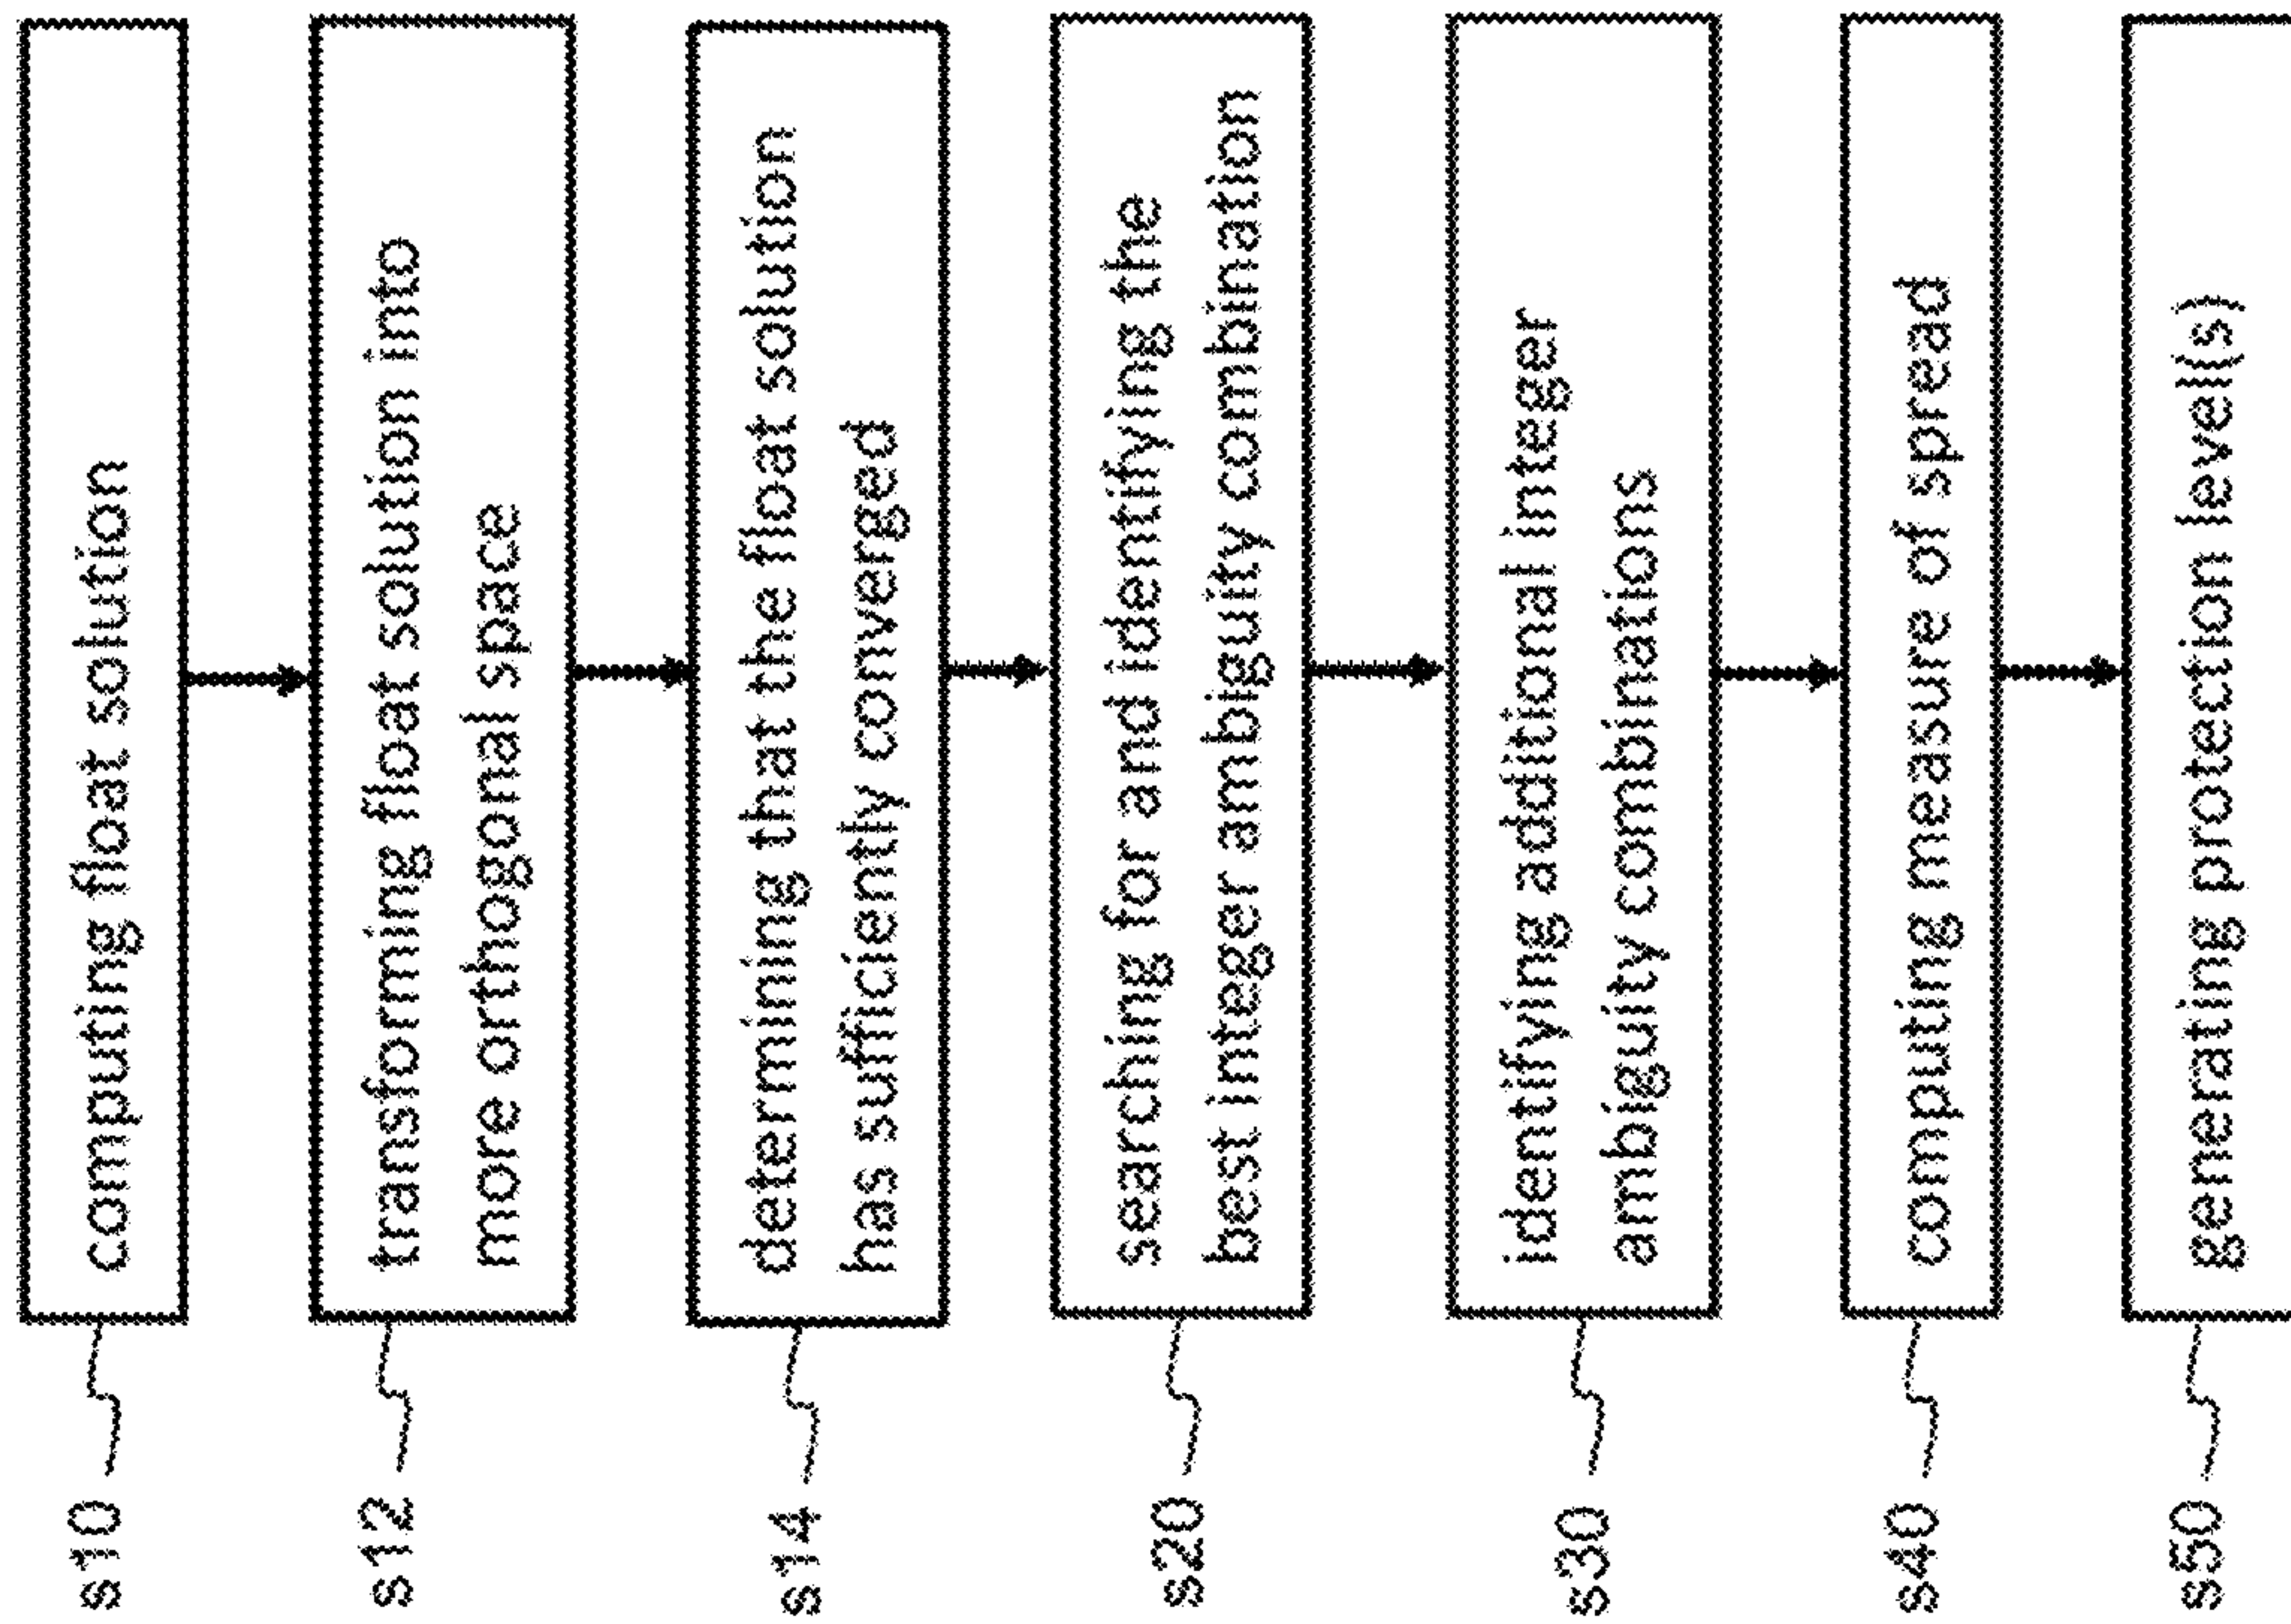 s10
computing float solution
s12
transforming float solution into
more orthogonal space
s14
determining that the float solution
has sufficiently converged
s20
searching for and identifying the
best integer ambiguity combination
s30
identifying additional integer
ambiguity combinations
s40
computing measure of spread
s50
generating protection level(s)